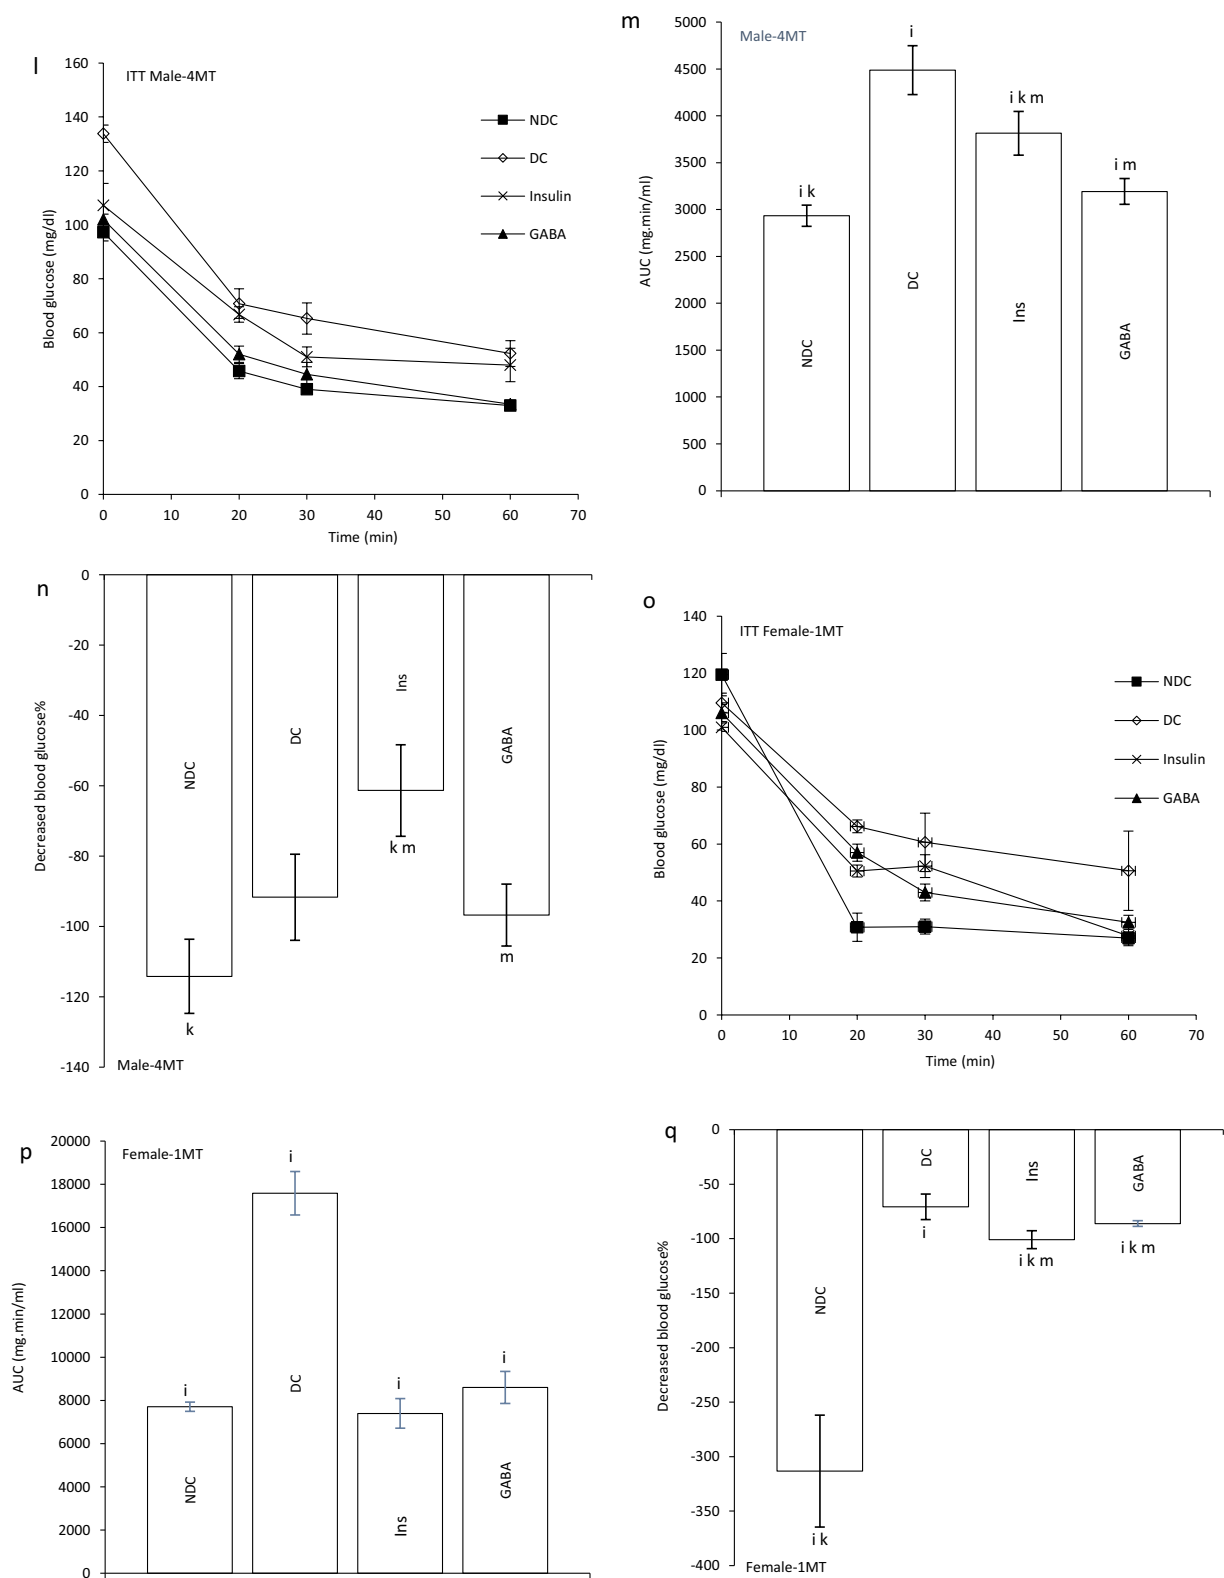 l
ITT Male-4MT
Blood glucose (mg/dl)
160
140
120
100
80
60
40
20
0
0 10 20 30 40 50 60 70
Time (min)
NDC
DC
Insulin
GABA
m
Male-4MT
AUC (mg.min/ml)
5000
4500
4000
3500
3000
2500
2000
1500
1000
500
0
i k
i
i k m
i m
NDC
DC
Ins
GABA
n
Decreased blood glucose%
0
-20
-40
-60
-80
-100
-120
-140
NDC
DC
Ins
GABA
k
k m
m
Male-4MT
o
ITT Female-1MT
Blood glucose (mg/dl)
140
120
100
80
60
40
20
0
0 10 20 30 40 50 60 70
Time (min)
NDC
DC
Insulin
GABA
p
Female-1MT
AUC (mg.min/ml)
20000
18000
16000
14000
12000
10000
8000
6000
4000
2000
0
i
i
i
i
NDC
DC
Ins
GABA
q
Decreased blood glucose%
0
-50
-100
-150
-200
-250
-300
-350
-400
NDC
DC
Ins
GABA
i k
i
i k m
i k m
Female-1MT